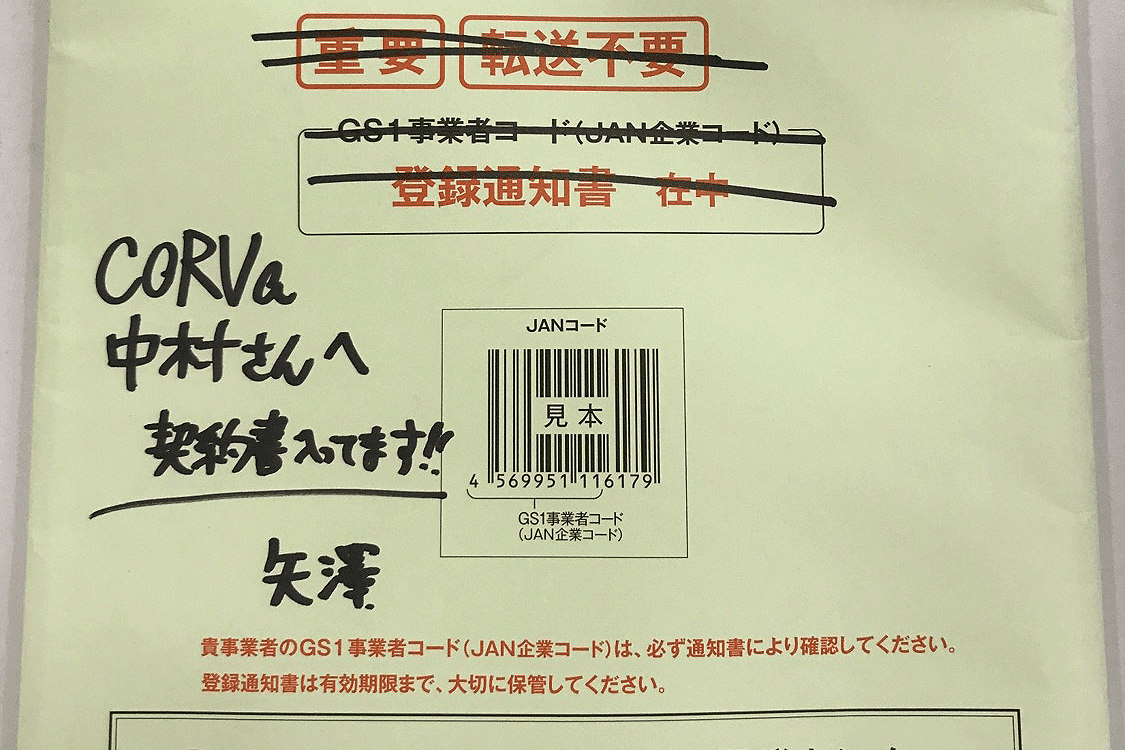 重要 転送不要
GS1事業者コード(JAN企業コード)
登録通知書 在中
CORVa
中村さんへ
契約書入ってます!!
矢澤
JANコード
見本
4 569951 116179
GS1事業者コード
(JAN企業コード)
貴事業者のGS1事業者コード(JAN企業コード)は、必ず通知書により確認してください。
登録通知書は有効期限まで、大切に保管してください。